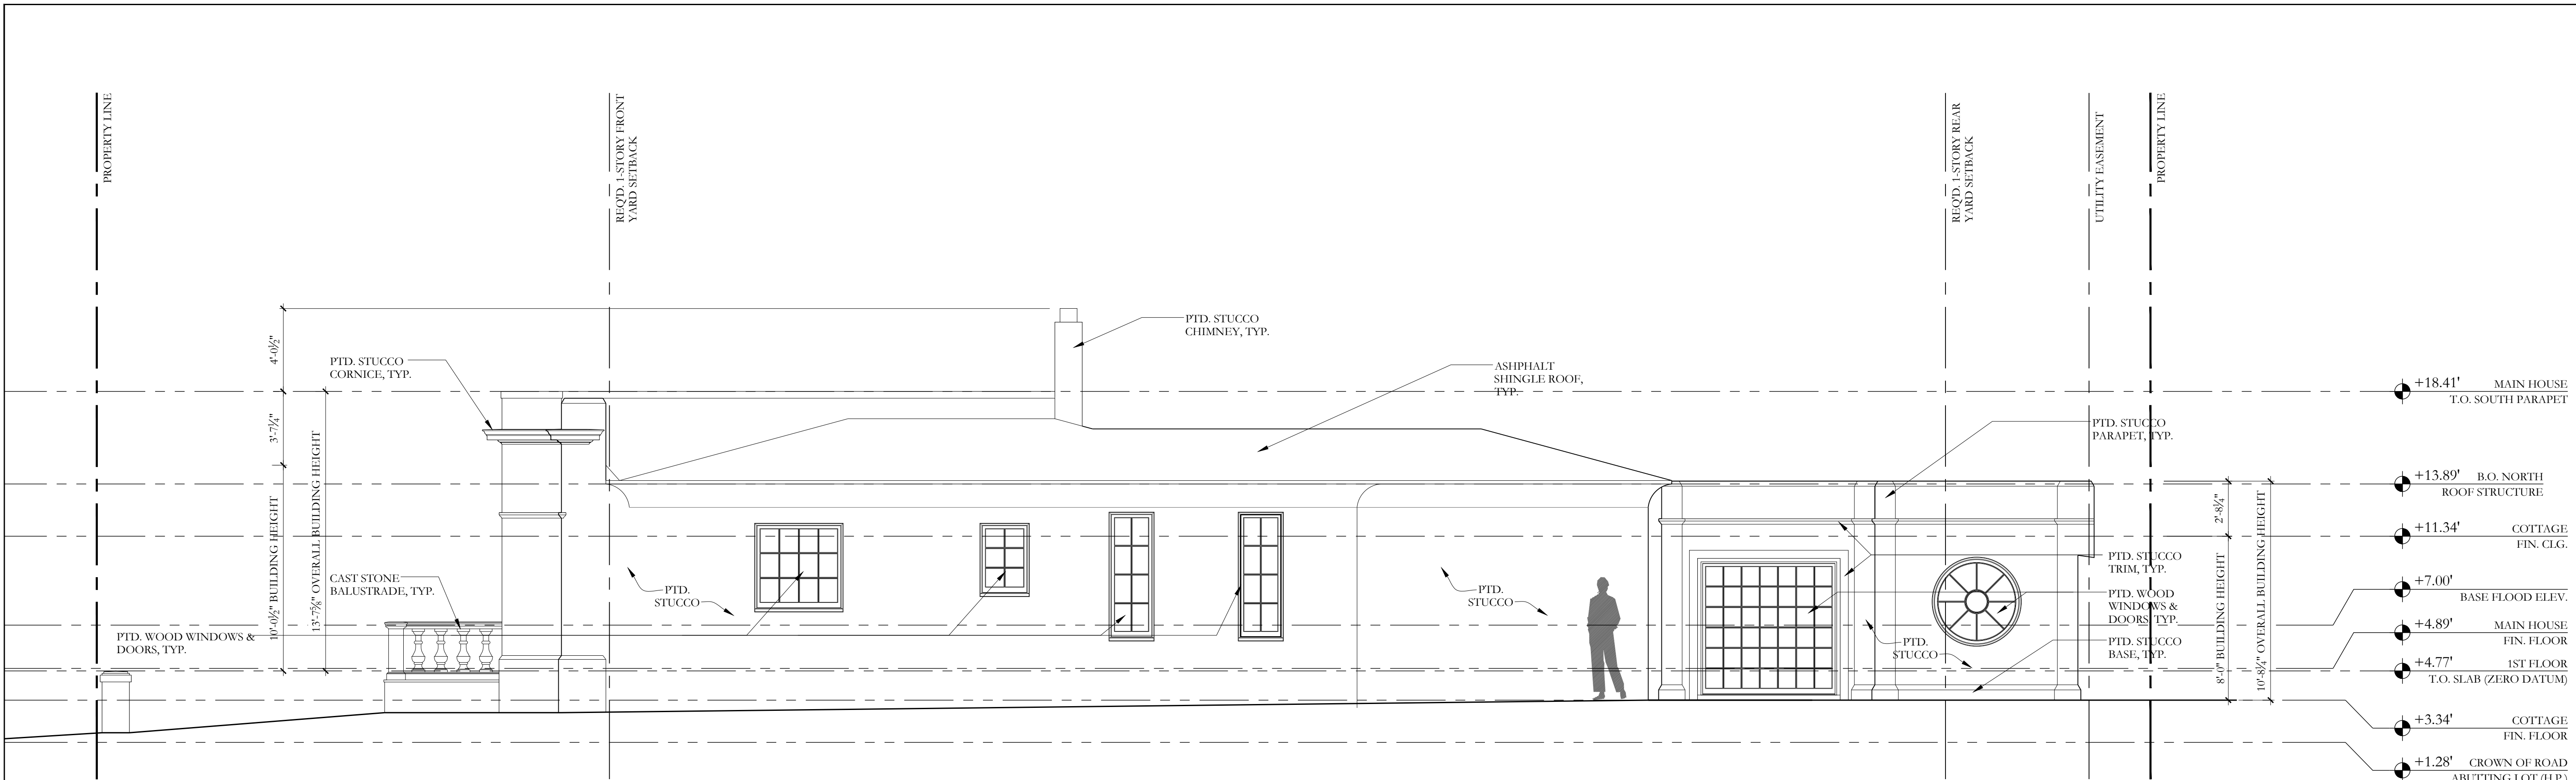 PROPERTY LINE
REQ'D. 1-STORY FRONT
YARD SETBACK
REQ'D. 1-STORY REAR
YARD SETBACK
UTILITY EASEMENT
PROPERTY LINE
4'-0½"
3'-7¼"
10'-0½" BUILDING HEIGHT
13'-7⅝" OVERALL BUILDING HEIGHT
PTD. STUCCO
CORNICE, TYP.
CAST STONE
BALUSTRADE, TYP.
PTD. WOOD WINDOWS &
DOORS, TYP.
PTD. STUCCO
CHIMNEY, TYP.
ASHPHALT
SHINGLE ROOF,
TYP.
PTD.
STUCCO
PTD.
STUCCO
PTD. STUCCO
PARAPET, TYP.
PTD. STUCCO
TRIM, TYP.
PTD. WOOD
WINDOWS &
DOORS, TYP.
PTD.
STUCCO
PTD. STUCCO
BASE, TYP.
2'-8¼"
8'-0" BUILDING HEIGHT
10'-8¼" OVERALL BUILDING HEIGHT
+18.41' MAIN HOUSE
T.O. SOUTH PARAPET
+13.89' B.O. NORTH
ROOF STRUCTURE
+11.34' COTTAGE
FIN. CLG.
+7.00'
BASE FLOOD ELEV.
+4.89' MAIN HOUSE
FIN. FLOOR
+4.77' 1ST FLOOR
T.O. SLAB (ZERO DATUM)
+3.34' COTTAGE
FIN. FLOOR
+1.28' CROWN OF ROAD
ABUTTING LOT (H.P.)